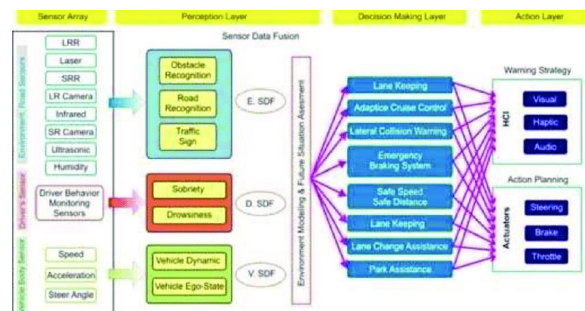 Sensor Array
Perception Layer
Decision Making Layer
Action Layer
Sensor Data Fusion
Environment, Road Sensors
LRR
Laser
SRR
LR Camera
Infrared
SR Camera
Ultrasonic
Humidity
Driver's Sensor
Driver Behavior
Monitoring
Sensors
Vehicle Body Sensor
Speed
Acceleration
Steer Angle
Obstacle
Recognition
Road
Recognition
Traffic
Sign
E. SDF
Sobriety
Drowsiness
D. SDF
Vehicle Dynamic
Vehicle Ego-State
V. SDF
Environment Modeling & Future Situation Assesment
Lane Keeping
Adaptice Cruise Control
Lateral Collision Warning
Emergency
Braking System
Safe Speed,
Safe Distance
Lane Keeping
Lane Change Assistance
Park Assistance
Warning Strategy
HCI
Visual
Haptic
Audio
Action Planning
Actuators
Steering
Brake
Throttle